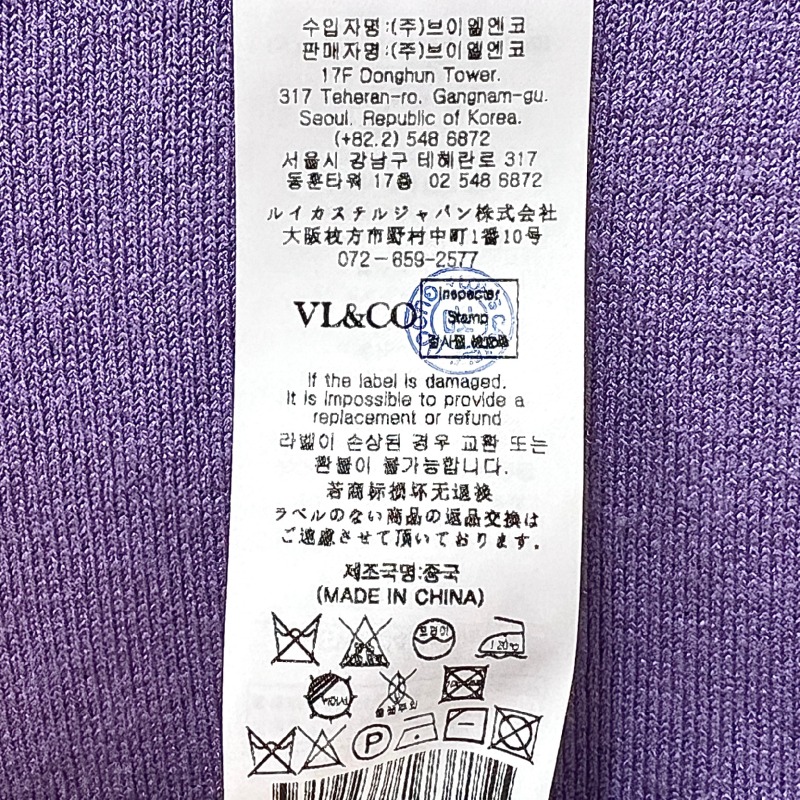 수입자명:(주)브이엘엔코
판매자명:(주)브이엘엔코
17F Donghun Tower.
317 Teheran-ro, Gangnam-gu.
Seoul. Republic of Korea.
(+82.2) 548 6872
서울시 강남구 테헤란로 317
동훈타워 17층 02 548 6872
ルイカステルジャパン株式会社
大阪枚方市野村中町1番10号
072-859-2577
VL&CO
inspecter
Stamp
If the label is damaged.
It is impossible to provide a
replacement or refund
라벨이 손상된 경우 교환 또는
환불이 불가능합니다.
若商标损坏无退换
ラベルのない商品の返品交換は
ご遠慮させて頂いております。
제조국명:중국
(MADE IN CHINA)
드라이
120℃
P